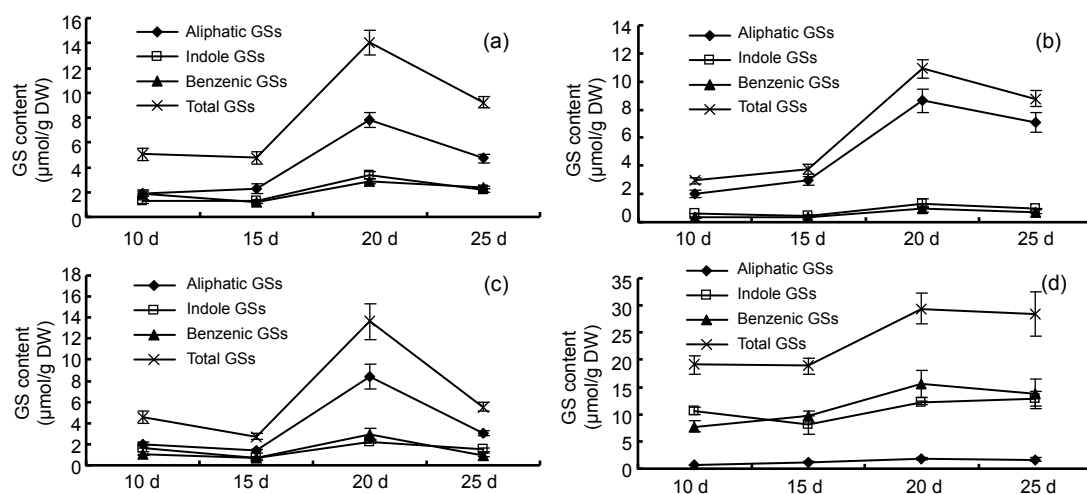 (a)
Aliphatic GSs
Indole GSs
Benzenic GSs
Total GSs
GS content
(μmol/g DW)
16
14
12
10
8
6
4
2
0
10 d 15 d 20 d 25 d
(b)
Aliphatic GSs
Indole GSs
Benzenic GSs
Total GSs
GS content
(μmol/g DW)
14
12
10
8
6
4
2
0
10 d 15 d 20 d 25 d
(c)
Aliphatic GSs
Indole GSs
Benzenic GSs
Total GSs
GS content
(μmol/g DW)
18
16
14
12
10
8
6
4
2
0
10 d 15 d 20 d 25 d
(d)
Aliphatic GSs
Indole GSs
Benzenic GSs
Total GSs
GS content
(μmol/g DW)
35
30
25
20
15
10
5
0
10 d 15 d 20 d 25 d